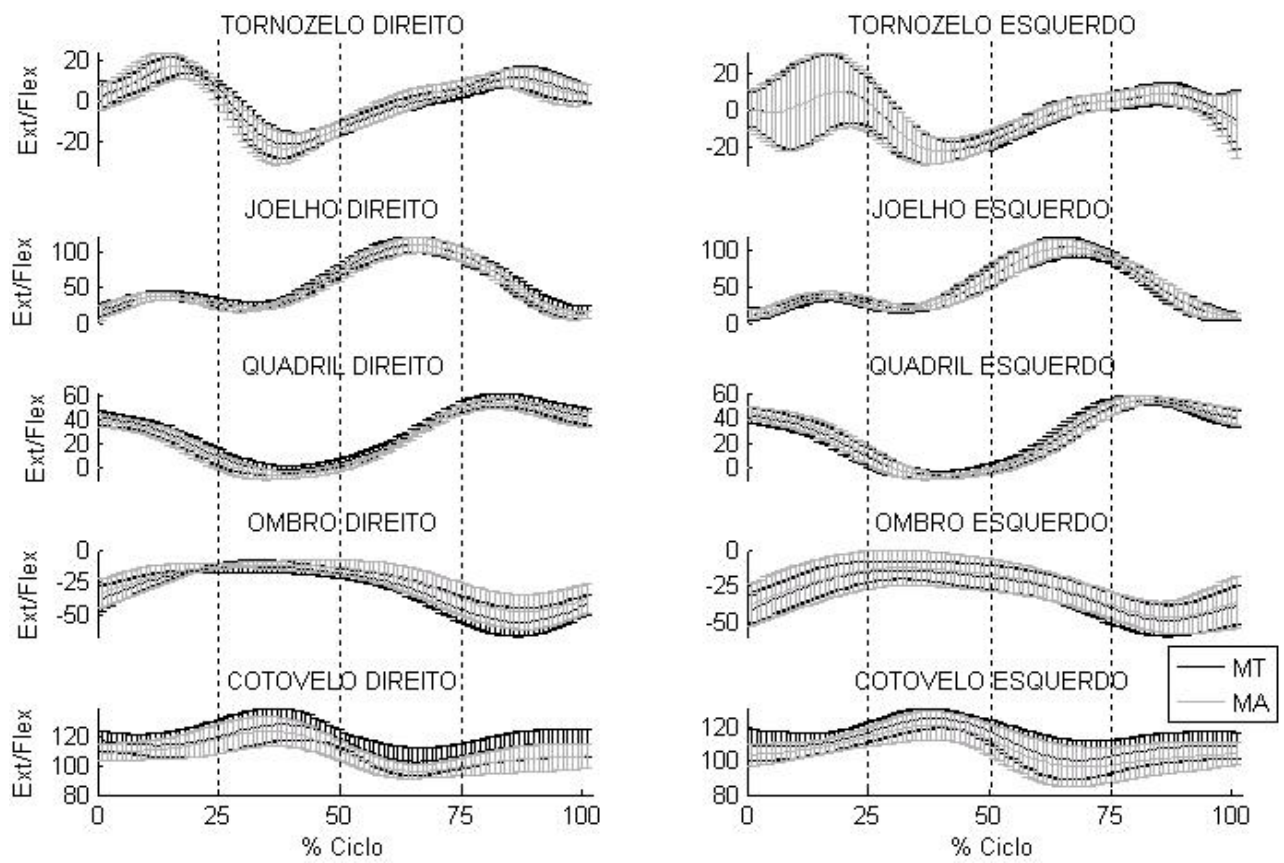 TORNOZELO DIREITO
TORNOZELO ESQUERDO
Ext/Flex
20
0
-20
20
0
-20
JOELHO DIREITO
JOELHO ESQUERDO
Ext/Flex
100
50
0
100
50
0
QUADRIL DIREITO
QUADRIL ESQUERDO
Ext/Flex
60
40
20
0
60
40
20
0
OMBRO DIREITO
OMBRO ESQUERDO
Ext/Flex
0
-25
-50
0
-25
-50
COTOVELO DIREITO
COTOVELO ESQUERDO
MT
MA
Ext/Flex
120
100
80
120
100
80
0 25 50 75 100
0 25 50 75 100
% Ciclo
% Ciclo